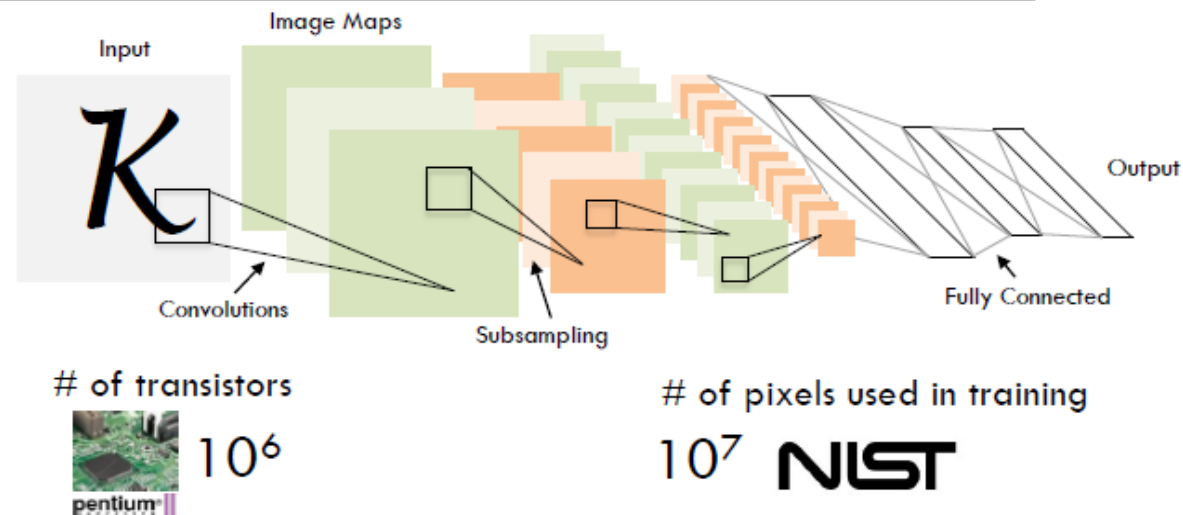 Image Maps
Input
K
Output
Convolutions
Fully Connected
Subsampling
# of transistors
# of pixels used in training
10⁶
10⁷ NIST
pentium® II